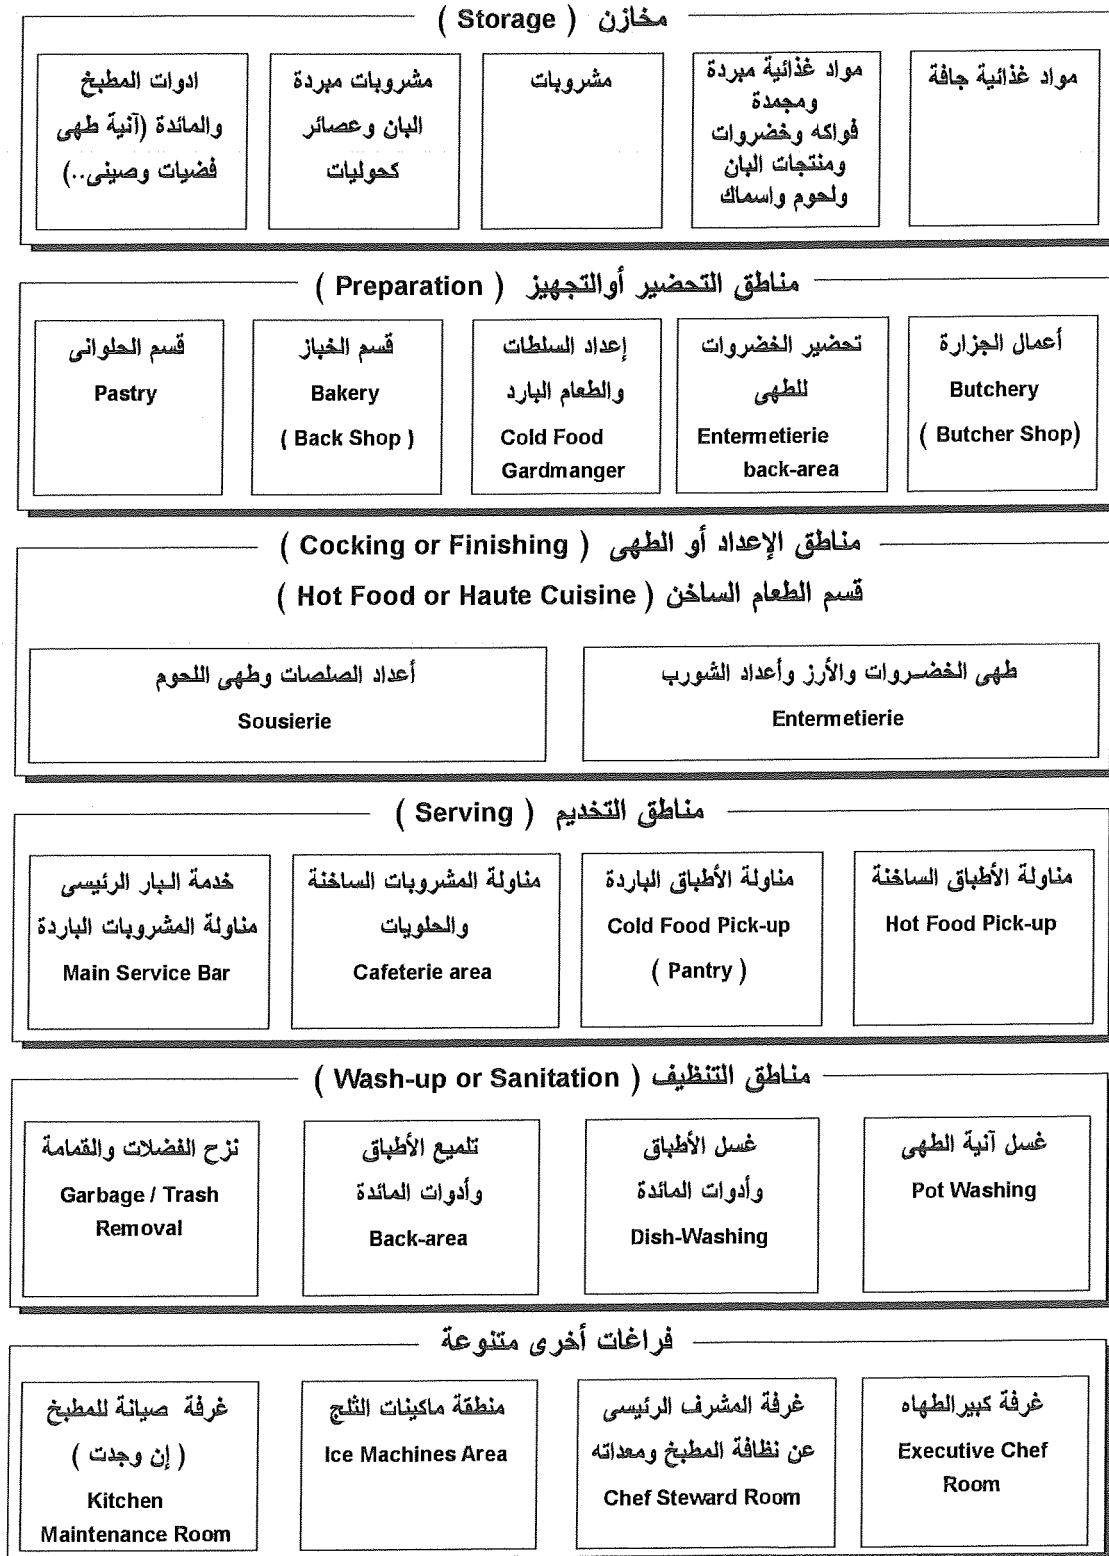 مخازن ( Storage )
مواد غذائية جافة
مواد غذائية مبردة
ومجمدة
فواكه وخضروات
ومنتجات البان
ولحوم واسماك
مشروبات
مشروبات مبردة
البان وعصائر
كحوليات
ادوات المطبخ
والمائدة (آنية طهى
فضيات وصينى..)
مناطق التحضير أوالتجهيز ( Preparation )
أعمال الجزارة
Butchery
( Butcher Shop)
تحضير الخضروات
للطهى
Entermetierie
back-area
إعداد السلطات
والطعام البارد
Cold Food
Gardmanger
قسم الخباز
Bakery
( Back Shop )
قسم الحلوانى
Pastry
مناطق الإعداد أو الطهى ( Cocking or Finishing )
قسم الطعام الساخن ( Hot Food or Haute Cuisine )
طهى الخضروات والأرز وأعداد الشورب
Entermetierie
أعداد الصلصات وطهى اللحوم
Sousierie
مناطق التخديم ( Serving )
مناولة الأطباق الساخنة
Hot Food Pick-up
مناولة الأطباق الباردة
Cold Food Pick-up
( Pantry )
مناولة المشروبات الساخنة
والحلويات
Cafeterie area
خدمة البار الرئيسى
مناولة المشروبات الباردة
Main Service Bar
مناطق التنظيف ( Wash-up or Sanitation )
غسل آنية الطهى
Pot Washing
غسل الأطباق
وأدوات المائدة
Dish-Washing
تلميع الأطباق
وأدوات المائدة
Back-area
نزح الفضلات والقمامة
Garbage / Trash
Removal
فراغات أخرى متنوعة
غرفة كبيرالطهاه
Executive Chef
Room
غرفة المشرف الرئيسى
عن نظافة المطبخ ومعداته
Chef Steward Room
منطقة ماكينات الثلج
Ice Machines Area
غرفة صيانة للمطبخ
( إن وجدت )
Kitchen
Maintenance Room